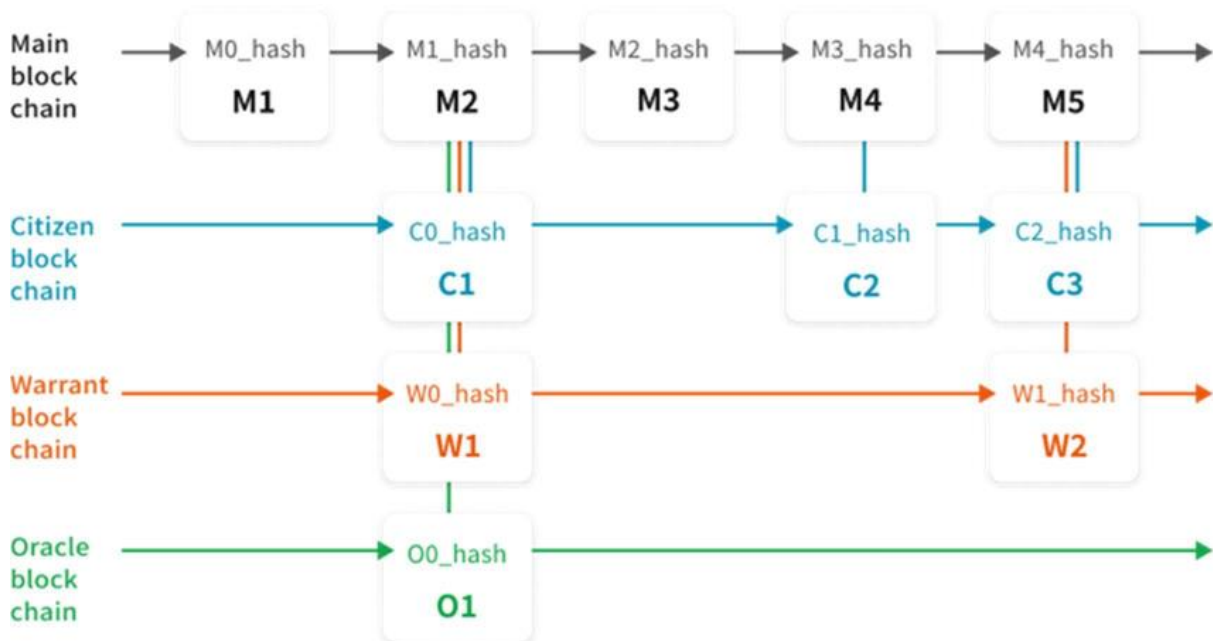 Main
block
chain
M0_hash
M1
M1_hash
M2
M2_hash
M3
M3_hash
M4
M4_hash
M5
Citizen
block
chain
C0_hash
C1
C1_hash
C2
C2_hash
C3
Warrant
block
chain
W0_hash
W1
W1_hash
W2
Oracle
block
chain
O0_hash
O1